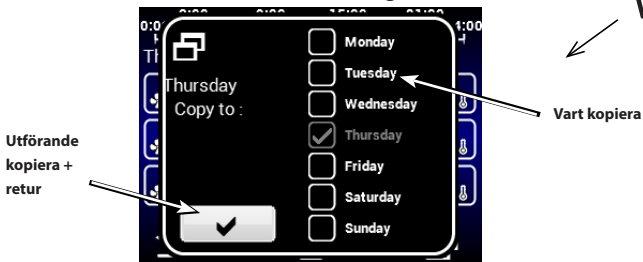 Thursday
Copy to :
Monday
Tuesday
Wednesday
Thursday
Friday
Saturday
Sunday
Vart kopiera
Utförande
kopiera +
retur